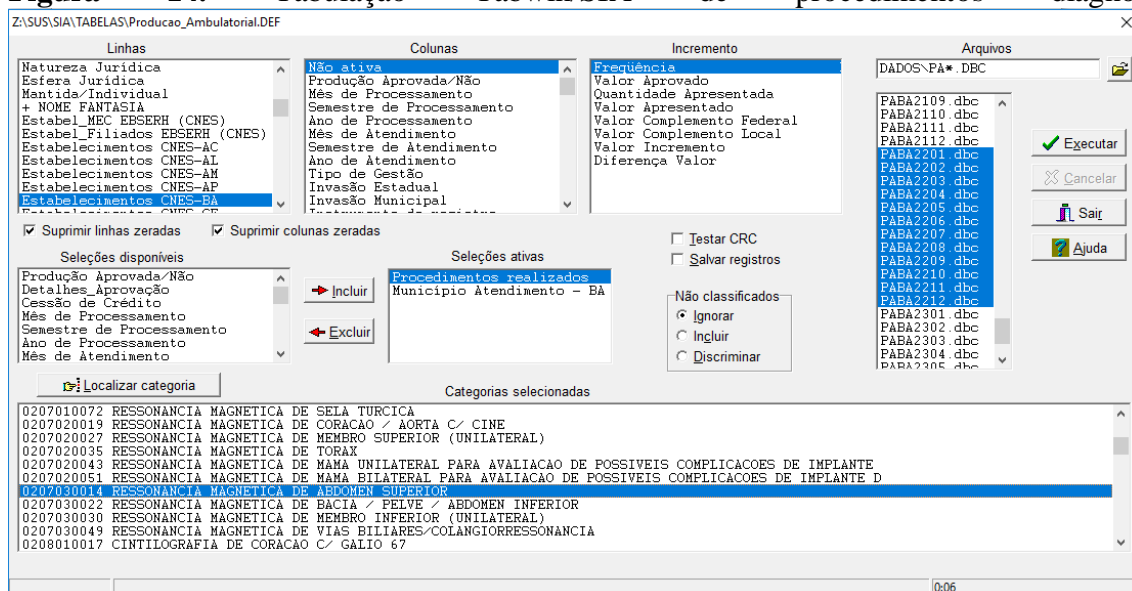 Figura 24. Tabulação TabWin/SIA de procedimentos
Z:\SUS\SIA\TABELAS\Producao_Ambulatorial.DEF
Linhas
Natureza Jurídica
Esfera Jurídica
Mantida/Individual
+ NOME FANTASIA
Estabel_MEC EBSERH (CNES)
Estabel_Filiados EBSERH (CNES)
Estabelecimentos CNES-AC
Estabelecimentos CNES-AL
Estabelecimentos CNES-AM
Estabelecimentos CNES-AP
Estabelecimentos CNES-BA
Colunas
Não ativa
Produção Aprovada/Não
Mês de Processamento
Semestre de Processamento
Ano de Processamento
Mês de Atendimento
Semestre de Atendimento
Ano de Atendimento
Tipo de Gestão
Invasão Estadual
Invasão Municipal
Instrumento de registro
Incremento
Freqüência
Valor Aprovado
Quantidade Apresentada
Valor Apresentado
Valor Complemento Federal
Valor Complemento Local
Valor Incremento
Diferença Valor
Arquivos
DADOS\PA*.DBC
PABA2109.dbc
PABA2110.dbc
PABA2111.dbc
PABA2112.dbc
PABA2201.dbc
PABA2202.dbc
PABA2203.dbc
PABA2204.dbc
PABA2205.dbc
PABA2206.dbc
PABA2207.dbc
PABA2208.dbc
PABA2209.dbc
PABA2210.dbc
PABA2211.dbc
PABA2212.dbc
PABA2301.dbc
PABA2302.dbc
PABA2303.dbc
PABA2304.dbc
PABA2305.dbc
Executar
Cancelar
Sair
Ajuda
Suprimir linhas zeradas
Suprimir colunas zeradas
Seleções disponíveis
Produção Aprovada/Não
Detalhes_Aprovação
Cessão de Crédito
Mês de Processamento
Semestre de Processamento
Ano de Processamento
Mês de Atendimento
Incluir
Excluir
Seleções ativas
Procedimentos realizados
Município Atendimento - BA
Testar CRC
Salvar registros
Não classificados
Ignorar
Incluir
Discriminar
Localizar categoria
Categorias selecionadas
0207010072 RESSONANCIA MAGNETICA DE SELA TURCICA
0207020019 RESSONANCIA MAGNETICA DE CORACAO / AORTA C/ CINE
0207020027 RESSONANCIA MAGNETICA DE MEMBRO SUPERIOR (UNILATERAL)
0207020035 RESSONANCIA MAGNETICA DE TORAX
0207020043 RESSONANCIA MAGNETICA DE MAMA UNILATERAL PARA AVALIACAO DE POSSIVEIS COMPLICACOES DE IMPLANTE
0207020051 RESSONANCIA MAGNETICA DE MAMA BILATERAL PARA AVALIACAO DE POSSIVEIS COMPLICACOES DE IMPLANTE D
0207030014 RESSONANCIA MAGNETICA DE ABDOMEN SUPERIOR
0207030022 RESSONANCIA MAGNETICA DE BACIA / PELVE / ABDOMEN INFERIOR
0207030030 RESSONANCIA MAGNETICA DE MEMBRO INFERIOR (UNILATERAL)
0207030049 RESSONANCIA MAGNETICA DE VIAS BILIARES/COLANGIORRESSONANCIA
0208010017 CINTILOGRAFIA DE CORACAO C/ GALIO 67
0:06